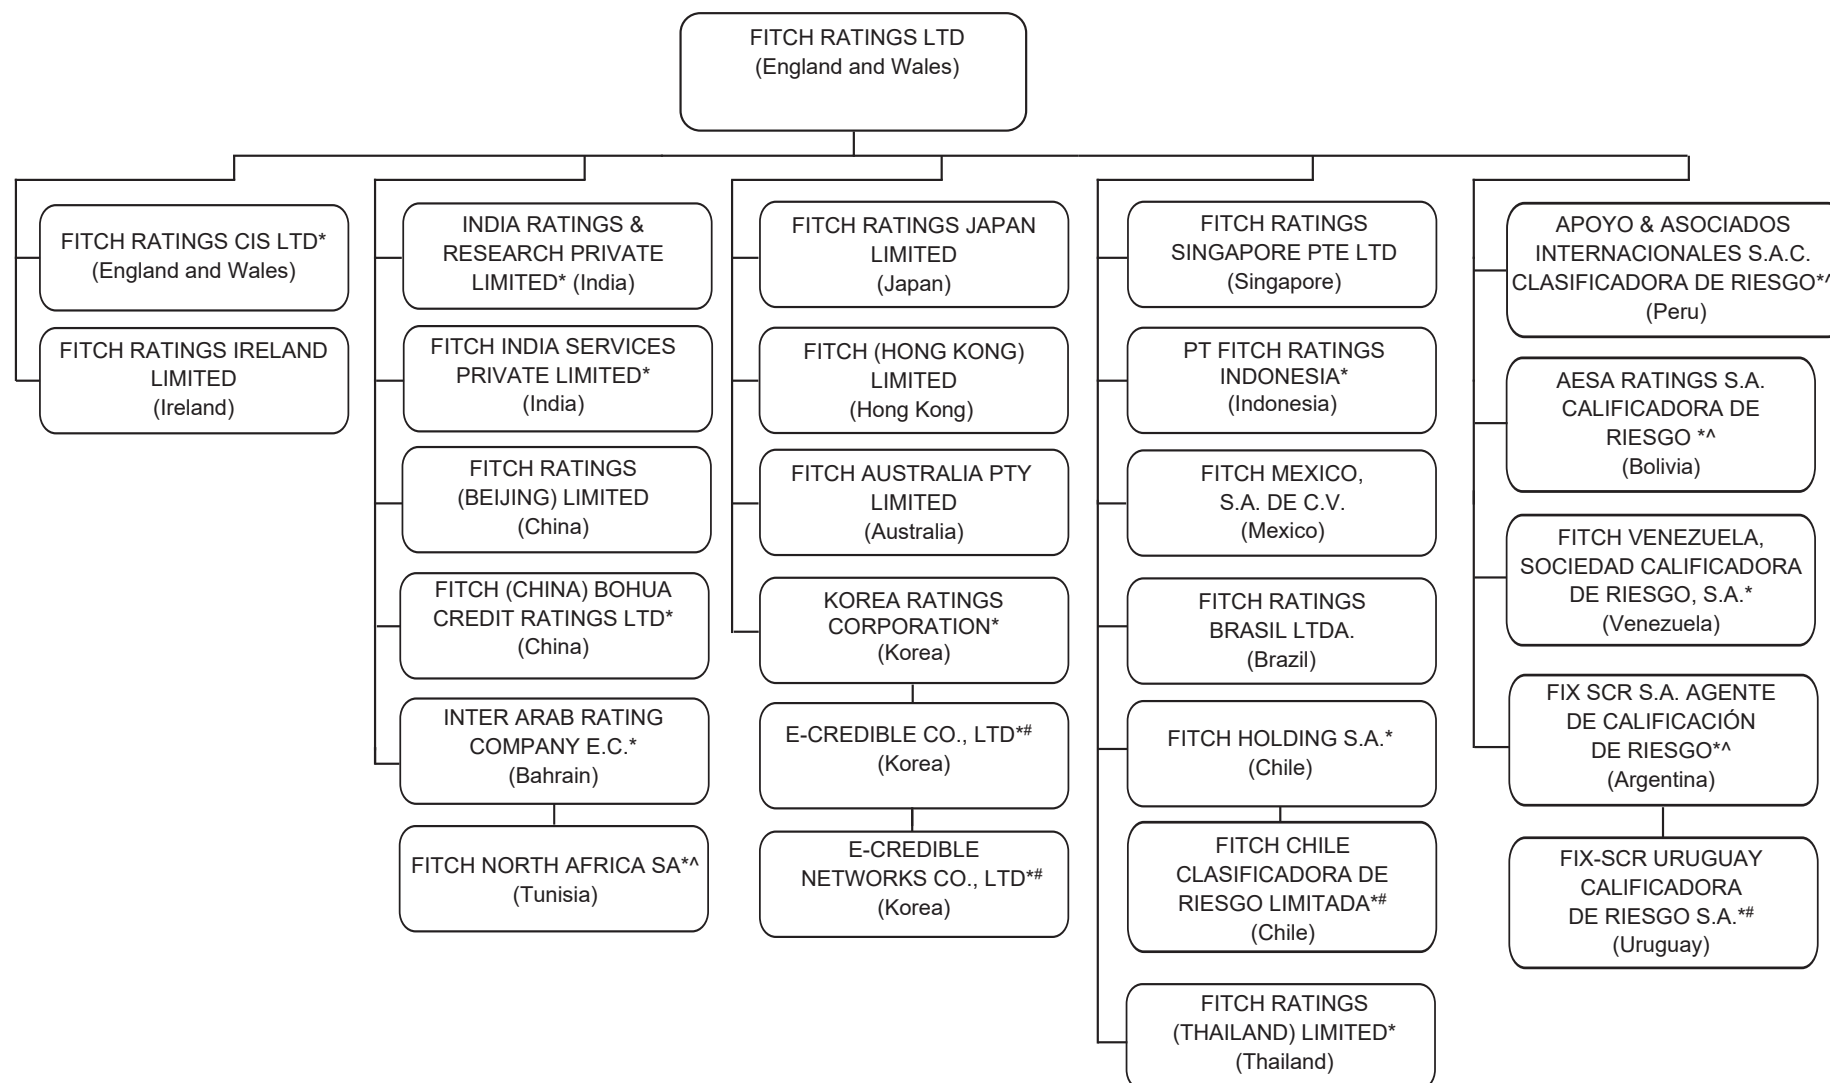 FITCH RATINGS LTD
(England and Wales)
FITCH RATINGS CIS LTD*
(England and Wales)
FITCH RATINGS IRELAND
LIMITED
(Ireland)
INDIA RATINGS &
RESEARCH PRIVATE
LIMITED* (India)
FITCH INDIA SERVICES
PRIVATE LIMITED*
(India)
FITCH RATINGS
(BEIJING) LIMITED
(China)
FITCH (CHINA) BOHUA
CREDIT RATINGS LTD*
(China)
INTER ARAB RATING
COMPANY E.C.*
(Bahrain)
FITCH NORTH AFRICA SA*^
(Tunisia)
FITCH RATINGS JAPAN
LIMITED
(Japan)
FITCH (HONG KONG)
LIMITED
(Hong Kong)
FITCH AUSTRALIA PTY
LIMITED
(Australia)
KOREA RATINGS
CORPORATION*
(Korea)
E-CREDIBLE CO., LTD*#
(Korea)
E-CREDIBLE
NETWORKS CO., LTD*#
(Korea)
FITCH RATINGS
SINGAPORE PTE LTD
(Singapore)
PT FITCH RATINGS
INDONESIA*
(Indonesia)
FITCH MEXICO,
S.A. DE C.V.
(Mexico)
FITCH RATINGS
BRASIL LTDA.
(Brazil)
FITCH HOLDING S.A.*
(Chile)
FITCH CHILE
CLASIFICADORA DE
RIESGO LIMITADA*#
(Chile)
FITCH RATINGS
(THAILAND) LIMITED*
(Thailand)
APOYO & ASOCIADOS
INTERNACIONALES S.A.C.
CLASIFICADORA DE RIESGO*^
(Peru)
AESA RATINGS S.A.
CALIFICADORA DE
RIESGO *^
(Bolivia)
FITCH VENEZUELA,
SOCIEDAD CALIFICADORA
DE RIESGO, S.A.*
(Venezuela)
FIX SCR S.A. AGENTE
DE CALIFICACIÓN
DE RIESGO*^
(Argentina)
FIX-SCR URUGUAY
CALIFICADORA
DE RIESGO S.A.*#
(Uruguay)